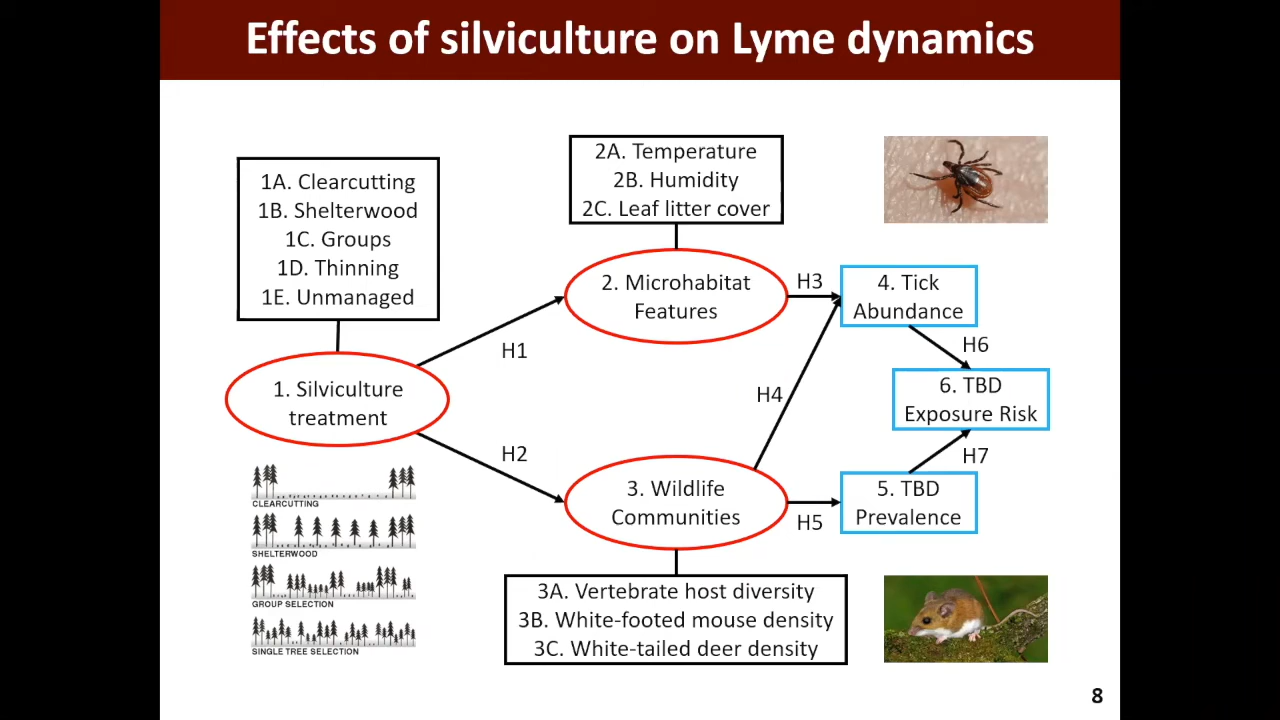 Effects of silviculture on Lyme dynamics
1A. Clearcutting
1B. Shelterwood
1C. Groups
1D. Thinning
1E. Unmanaged
2A. Temperature
2B. Humidity
2C. Leaf litter cover
1. Silviculture
treatment
H1
H2
2. Microhabitat
Features
H3
4. Tick
Abundance
H4
H6
6. TBD
Exposure Risk
H7
3. Wildlife
Communities
H5
5. TBD
Prevalence
CLEARCUTTING
SHELTERWOOD
GROUP SELECTION
SINGLE TREE SELECTION
3A. Vertebrate host diversity
3B. White-footed mouse density
3C. White-tailed deer density
8